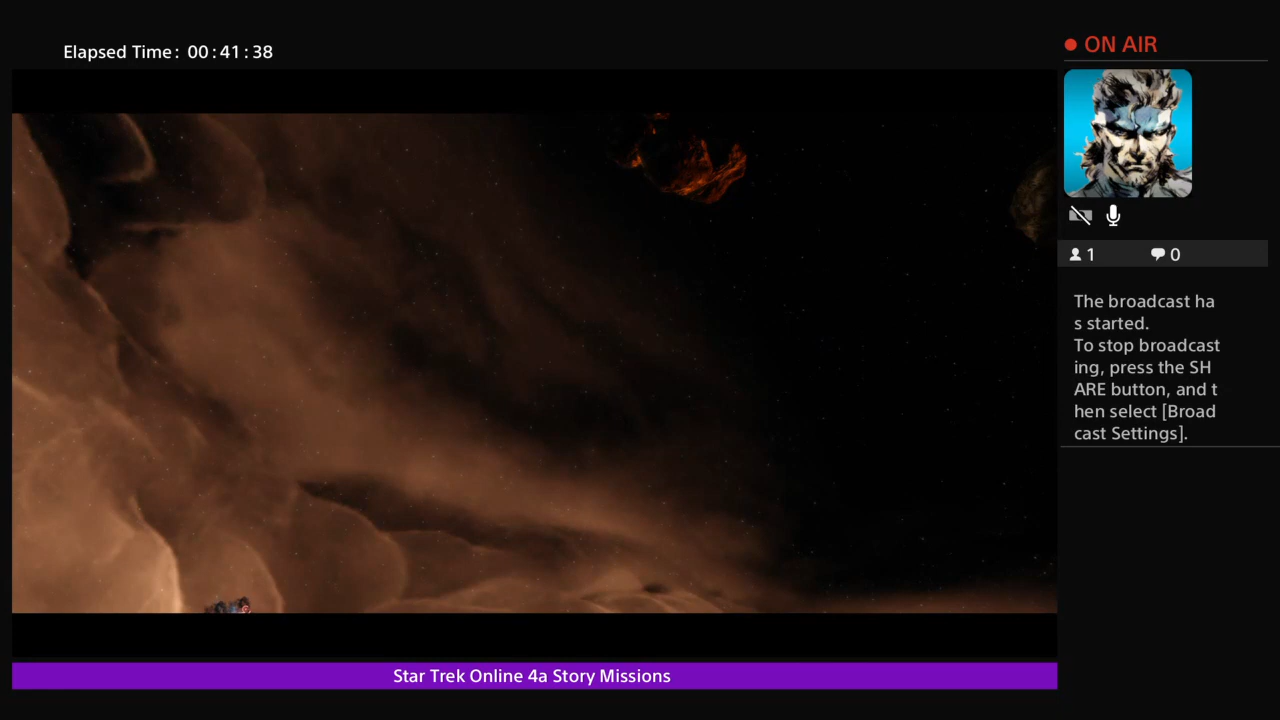 Elapsed Time: 00:41:38
ON AIR
1
0
The broadcast ha
s started.
To stop broadcast
ing, press the SH
ARE button, and t
hen select [Broad
cast Settings].
Star Trek Online 4a Story Missions